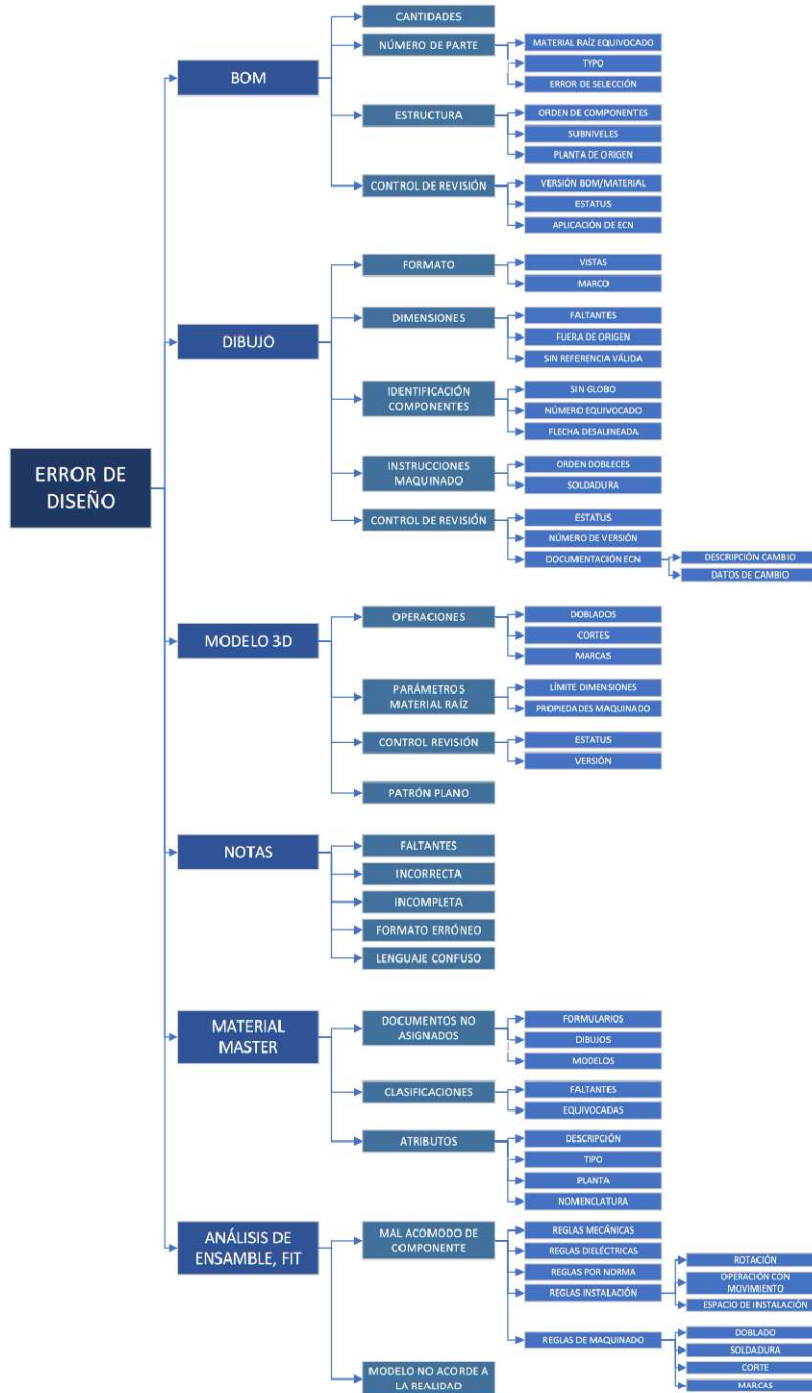 ERROR DE
DISEÑO
BOM
CANTIDADES
NÚMERO DE PARTE
MATERIAL RAÍZ EQUIVOCADO
TYPO
ERROR DE SELECCIÓN
ESTRUCTURA
ORDEN DE COMPONENTES
SUBNIVELES
PLANTA DE ORIGEN
CONTROL DE REVISIÓN
VERSIÓN BOM/MATERIAL
ESTATUS
APLICACIÓN DE ECN
DIBUJO
FORMATO
VISTAS
MARCO
DIMENSIONES
FALTANTES
FUERA DE ORIGEN
SIN REFERENCIA VÁLIDA
IDENTIFICACIÓN
COMPONENTES
SIN GLOBO
NÚMERO EQUIVOCADO
FLECHA DESALINEADA
INSTRUCCIONES
MAQUINADO
ORDEN DOBLECES
SOLDADURA
CONTROL DE REVISIÓN
ESTATUS
NÚMERO DE VERSIÓN
DOCUMENTACIÓN ECN
DESCRIPCIÓN CAMBIO
DATOS DE CAMBIO
MODELO 3D
OPERACIONES
DOBLADOS
CORTES
MARCAS
PARÁMETROS
MATERIAL RAÍZ
LÍMITE DIMENSIONES
PROPIEDADES MAQUINADO
CONTROL REVISIÓN
ESTATUS
VERSIÓN
PATRÓN PLANO
NOTAS
FALTANTES
INCORRECTA
INCOMPLETA
FORMATO ERRÓNEO
LENGUAJE CONFUSO
MATERIAL
MASTER
DOCUMENTOS NO
ASIGNADOS
FORMULARIOS
DIBUJOS
MODELOS
CLASIFICACIONES
FALTANTES
EQUIVOCADAS
ATRIBUTOS
DESCRIPCIÓN
TIPO
PLANTA
NOMENCLATURA
ANÁLISIS DE
ENSAMBLE, FIT
MAL ACOMODO DE
COMPONENTE
REGLAS MECÁNICAS
REGLAS DIELÉCTRICAS
REGLAS POR NORMA
REGLAS INSTALACIÓN
ROTACIÓN
OPERACIÓN CON
MOVIMIENTO
ESPACIO DE INSTALACIÓN
REGLAS DE MAQUINADO
DOBLADO
SOLDADURA
CORTE
MARCAS
MODELO NO ACORDE A
LA REALIDAD